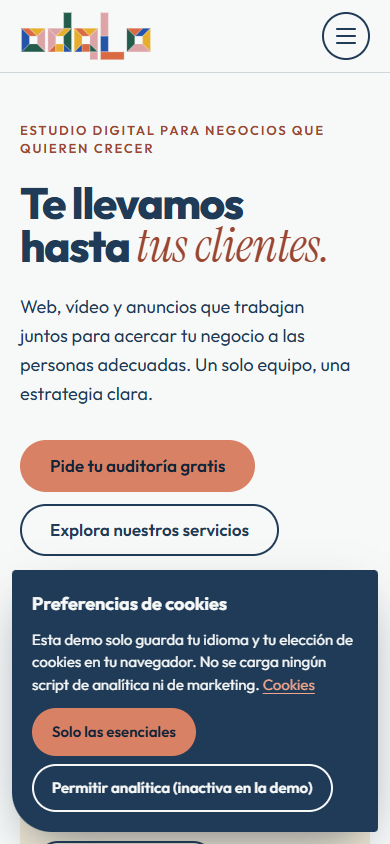 adaLa
ESTUDIO DIGITAL PARA NEGOCIOS QUE
QUIEREN CRECER
Te llevamos
hasta tus clientes.
Web, vídeo y anuncios que trabajan
juntos para acercar tu negocio a las
personas adecuadas. Un solo equipo, una
estrategia clara.
Pide tu auditoría gratis
Explora nuestros servicios
Preferencias de cookies
Esta demo solo guarda tu idioma y tu elección de
cookies en tu navegador. No se carga ningún
script de analítica ni de marketing. Cookies
Solo las esenciales
Permitir analítica (inactiva en la demo)